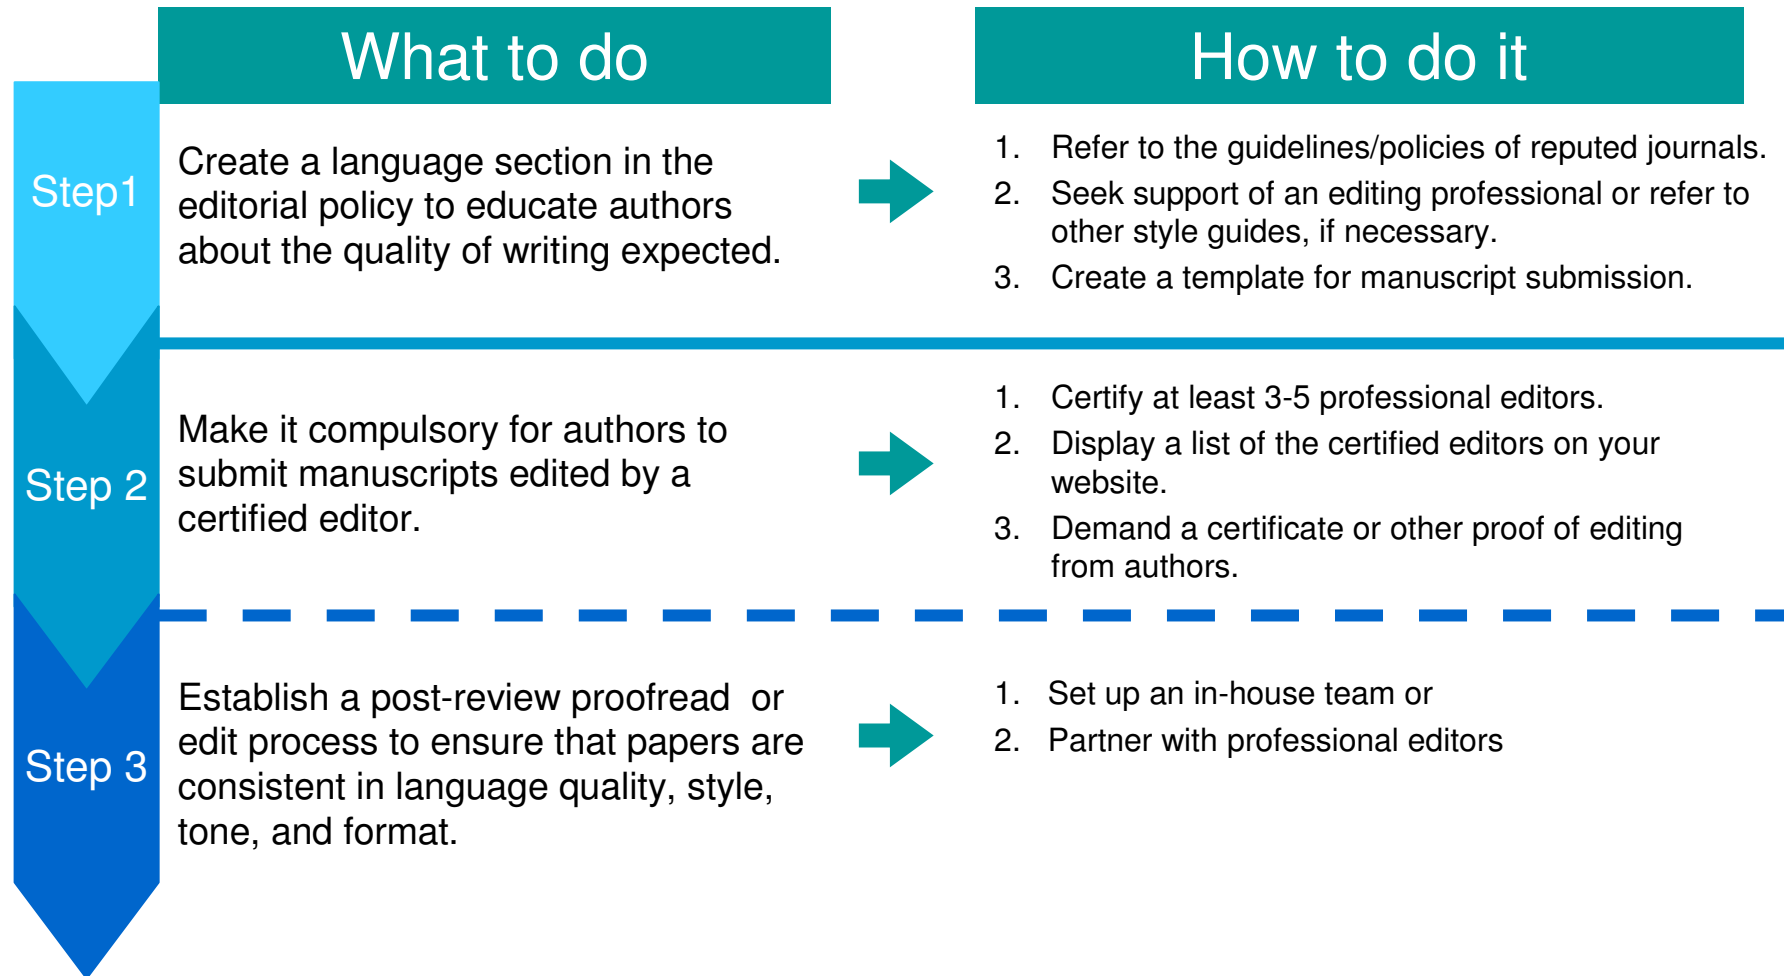 What to do
How to do it
Step1
Create a language section in the
editorial policy to educate authors
about the quality of writing expected.
1. Refer to the guidelines/policies of reputed journals.
2. Seek support of an editing professional or refer to
other style guides, if necessary.
3. Create a template for manuscript submission.
Step 2
Make it compulsory for authors to
submit manuscripts edited by a
certified editor.
1. Certify at least 3-5 professional editors.
2. Display a list of the certified editors on your
website.
3. Demand a certificate or other proof of editing
from authors.
Step 3
Establish a post-review proofread  or
edit process to ensure that papers are
consistent in language quality, style,
tone, and format.
1. Set up an in-house team or
2. Partner with professional editors